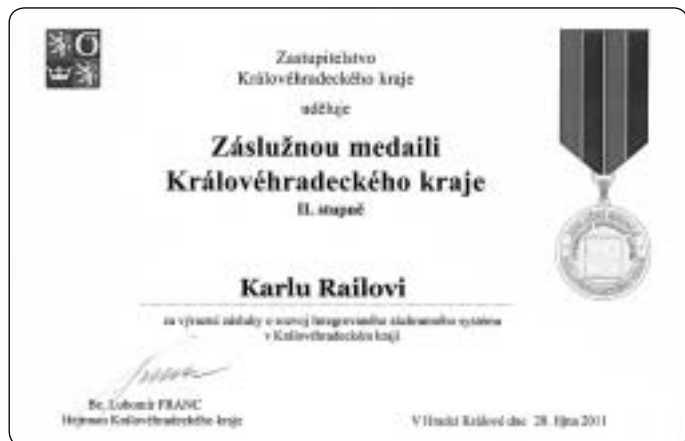 Zastupitelstvo
Královéhradeckého kraje
uděluje
Záslužnou medaili
Královéhradeckého kraje
II. stupně
Karlu Railovi
za výrazné zásluhy o rozvoj Integrovaného záchranného systému
v Královéhradeckém kraji
Bc. Lubomír FRANC
Hejtman Královéhradeckého kraje
V Hradci Králové dne 28. října 2011